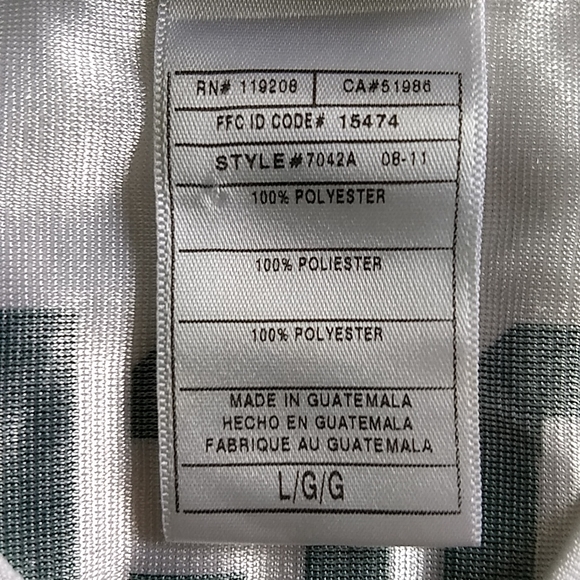 RN# 119208 CA#51986
FFC ID CODE# 15474
STYLE#7042A 08-11
100% POLYESTER
100% POLIESTER
100% POLYESTER
MADE IN GUATEMALA
HECHO EN GUATEMALA
FABRIQUE AU GUATEMALA
L/G/G